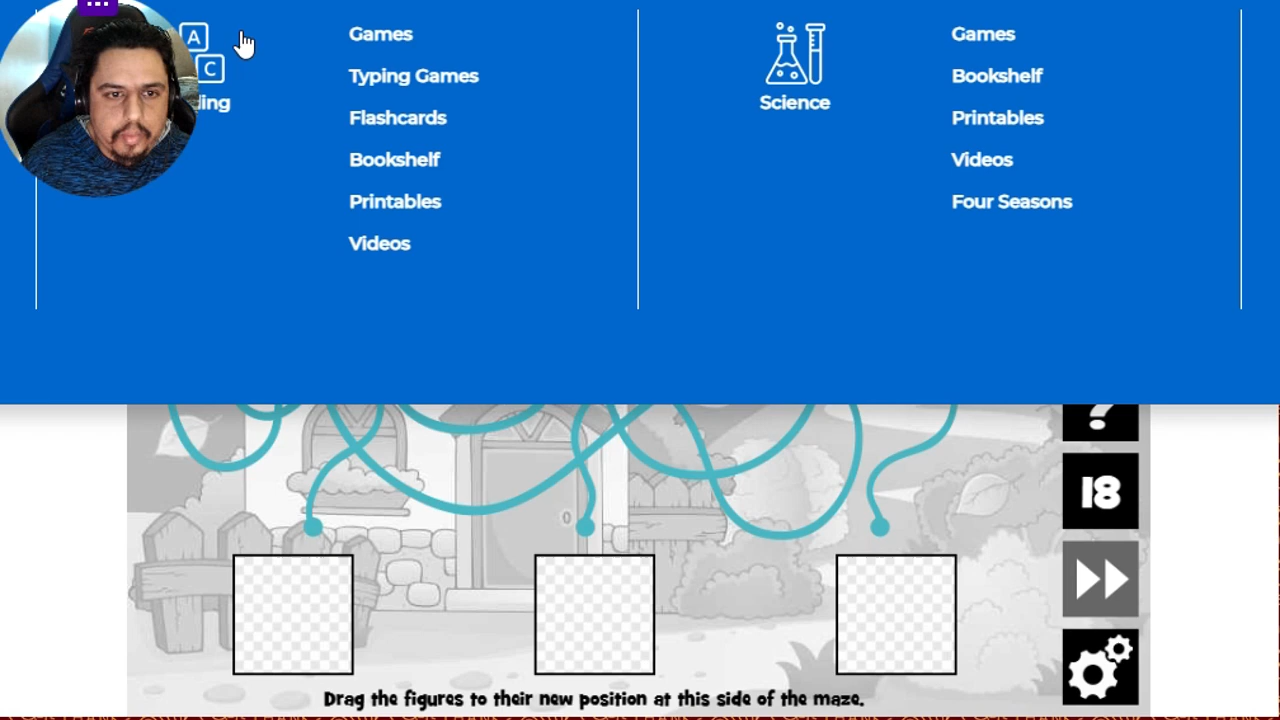 A
C
Games
Typing Games
Flashcards
Bookshelf
Printables
Videos
Science
Games
Bookshelf
Printables
Videos
Four Seasons
?
18
Drag the figures to their new position at this side of the maze.